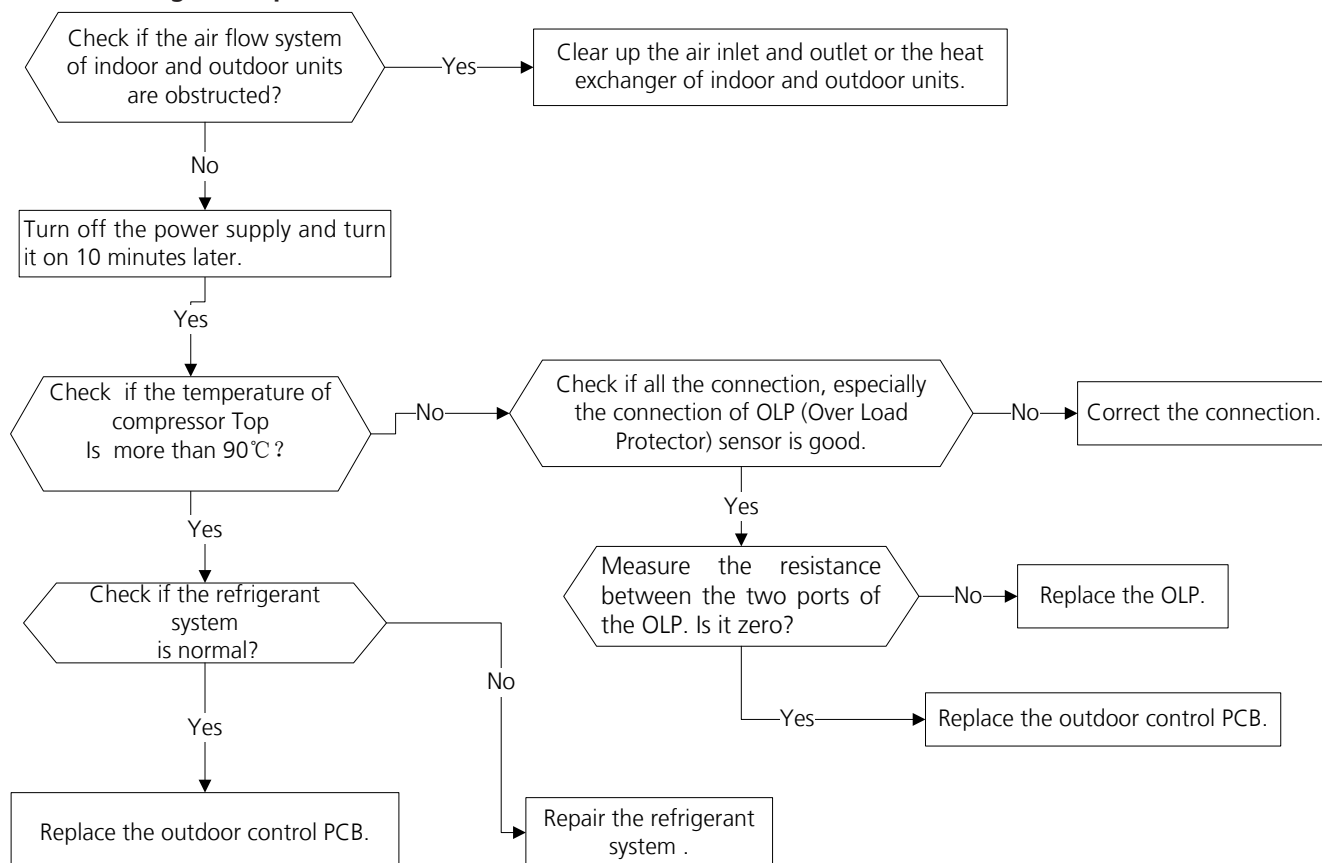 Check if the air flow system
of indoor and outdoor units
are obstructed?
Yes
Clear up the air inlet and outlet or the heat
exchanger of indoor and outdoor units.
No
Turn off the power supply and turn
it on 10 minutes later.
Yes
Check if the temperature of
compressor Top
Is more than 90℃?
No
Check if all the connection, especially
the connection of OLP (Over Load
Protector) sensor is good.
No
Correct the connection.
Yes
Yes
Measure the resistance
between the two ports of
the OLP. Is it zero?
No
Replace the OLP.
Check if the refrigerant
system
is normal?
No
Yes
Yes
Replace the outdoor control PCB.
Replace the outdoor control PCB.
Repair the refrigerant
system .